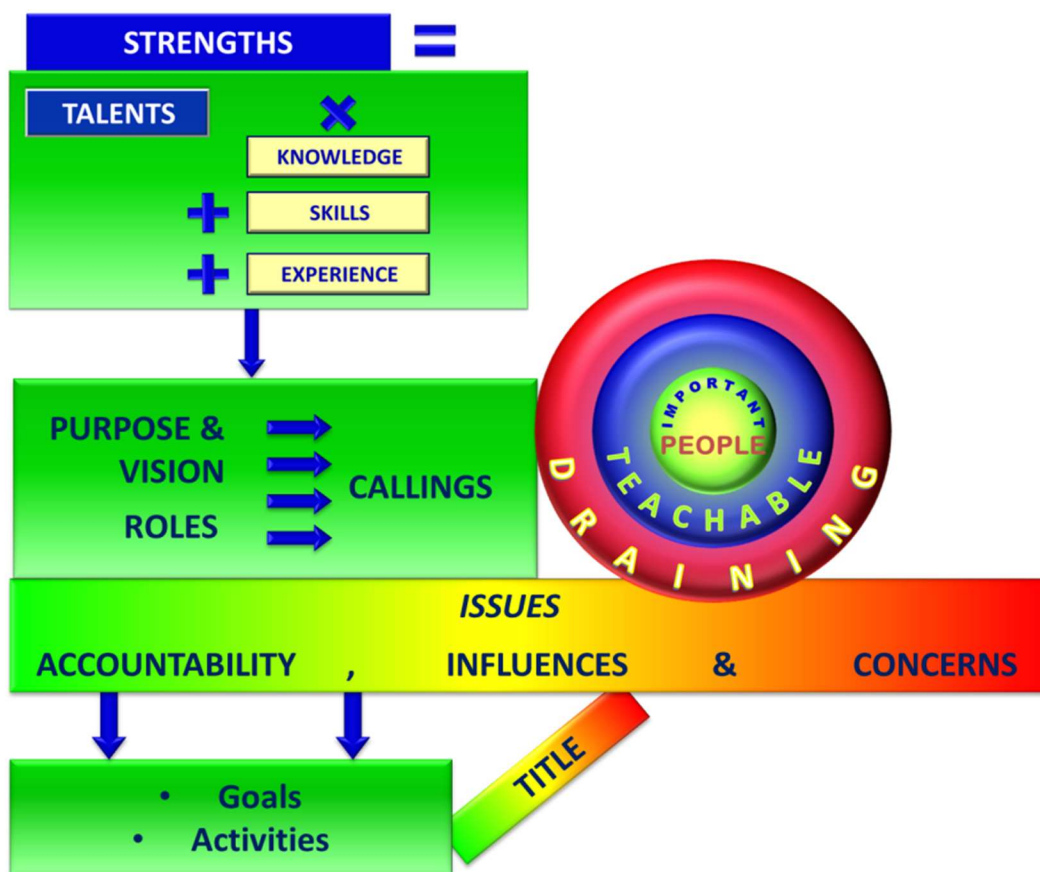 STRENGTHS =
TALENTS ×
KNOWLEDGE
+ SKILLS
+ EXPERIENCE
PURPOSE &
VISION
CALLINGS
ROLES
IMPORTANT
PEOPLE
TEACHABLE
DRAINING
ISSUES
ACCOUNTABILITY , INFLUENCES & CONCERNS
TITLE
• Goals
• Activities